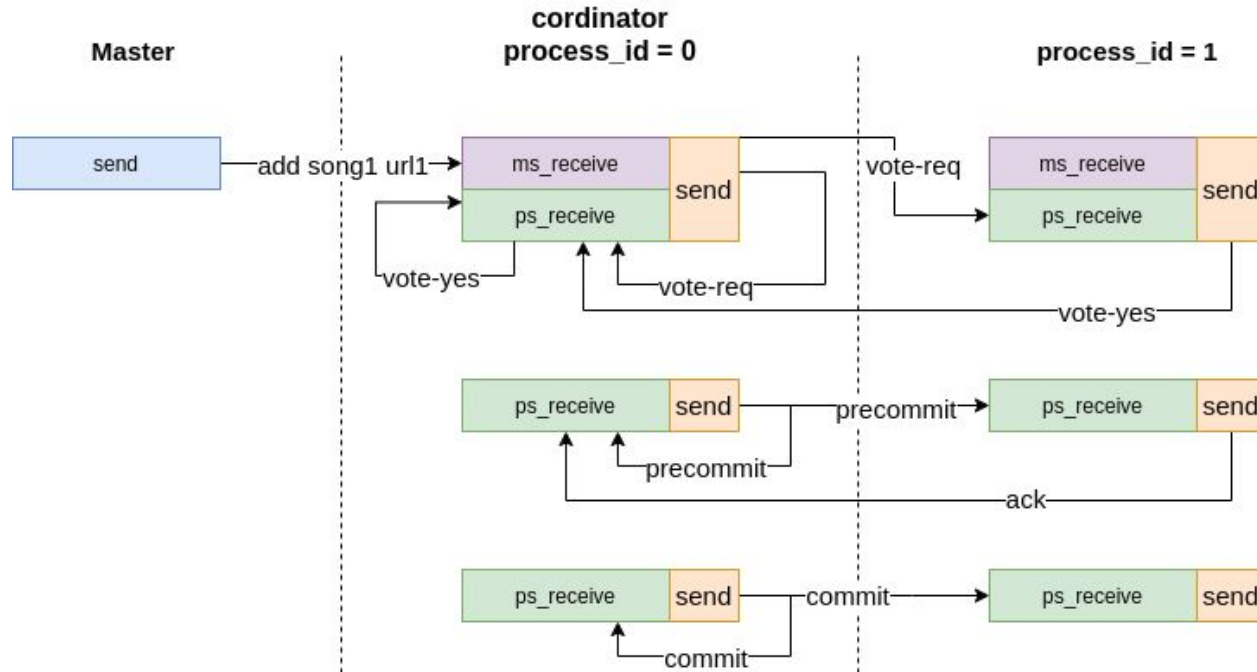 cordinator
Master
process_id = 0
process_id = 1
send
add song1 url1
ms_receive
send
vote-req
ms_receive
send
ps_receive
ps_receive
vote-yes
vote-req
vote-yes
ps_receive
send
precommit
ps_receive
send
precommit
ack
ps_receive
send
commit
ps_receive
send
commit